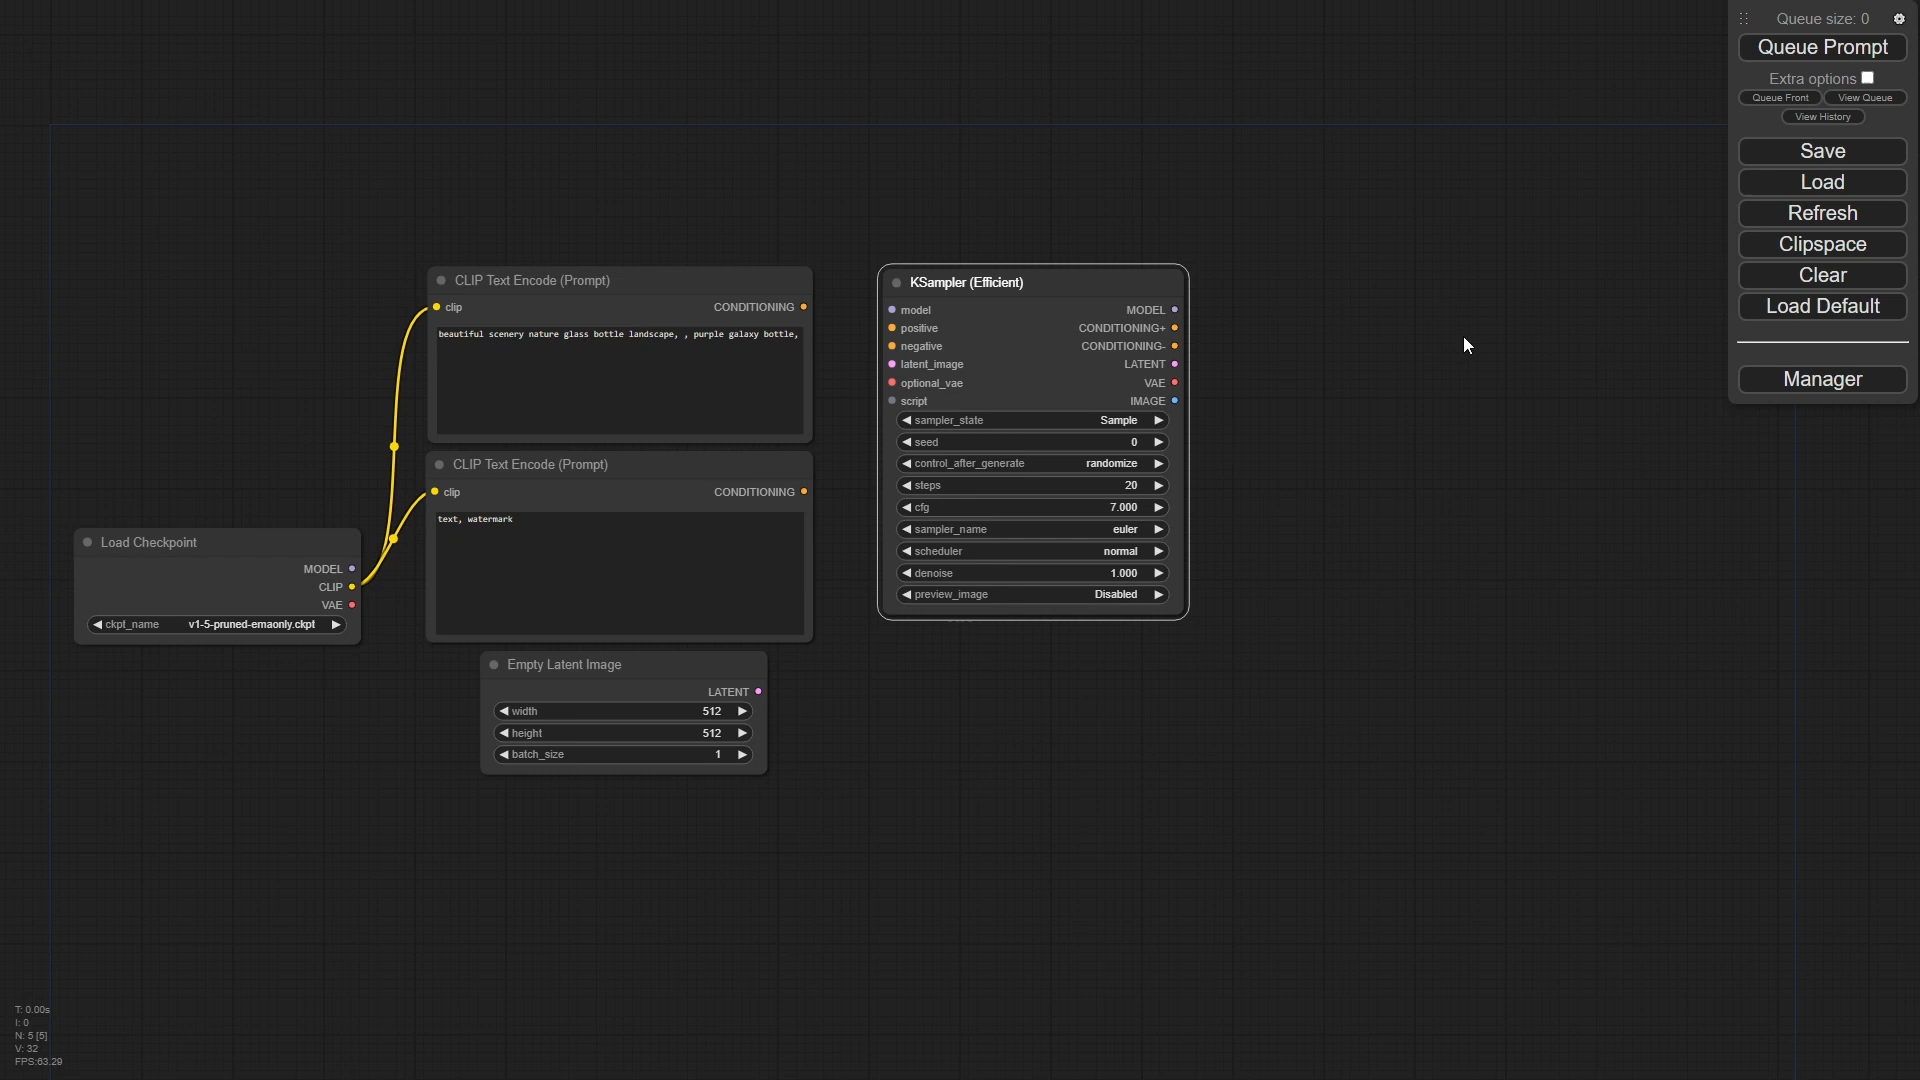 Queue size: 0
Queue Prompt
Extra options
Queue Front
View Queue
View History
Save
Load
Refresh
Clipspace
Clear
Load Default
Manager
CLIP Text Encode (Prompt)
clip CONDITIONING
beautiful scenery nature glass bottle landscape, , purple galaxy bottle,
CLIP Text Encode (Prompt)
clip CONDITIONING
text, watermark
Load Checkpoint
MODEL
CLIP
VAE
ckpt_name v1-5-pruned-emaonly.ckpt
Empty Latent Image
LATENT
width 512
height 512
batch_size 1
KSampler (Efficient)
model MODEL
positive CONDITIONING+
negative CONDITIONING-
latent_image LATENT
optional_vae VAE
script IMAGE
sampler_state Sample
seed 0
control_after_generate randomize
steps 20
cfg 7.000
sampler_name euler
scheduler normal
denoise 1.000
preview_image Disabled
T: 0.00s
I: 0
N: 5 [5]
V: 32
FPS:63.29